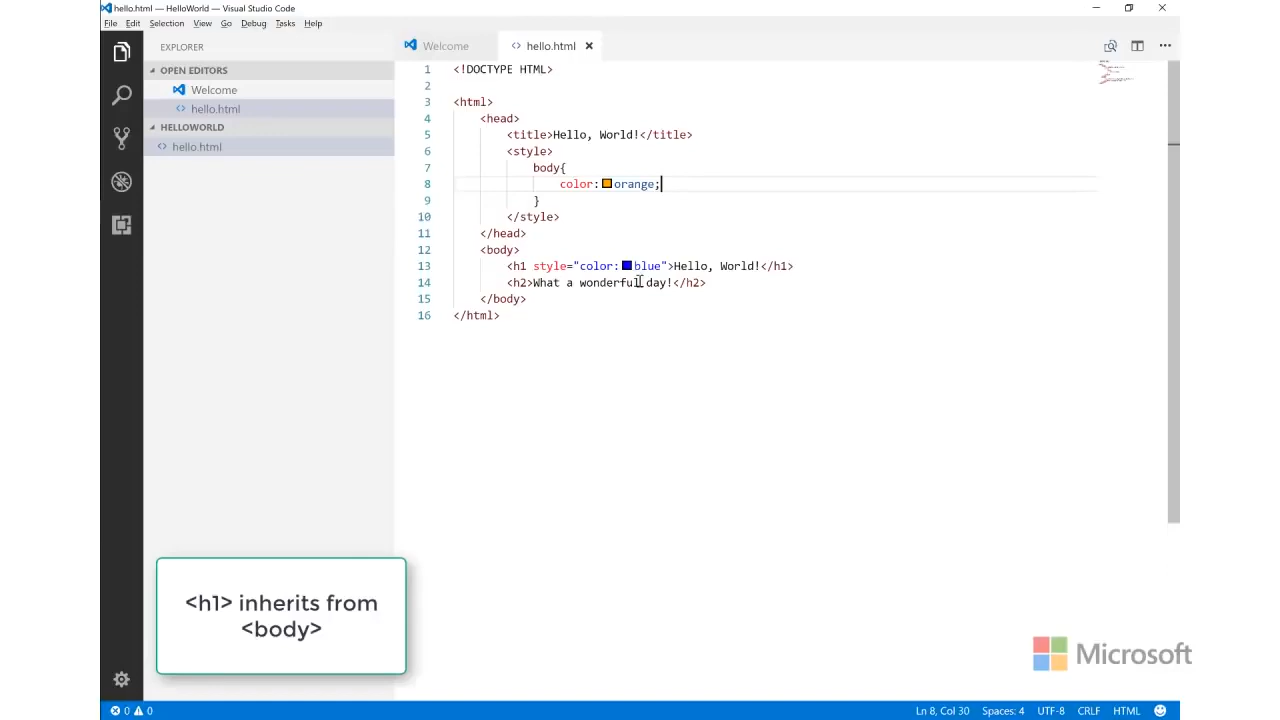 hello.html — HelloWorld — Visual Studio Code
File Edit Selection View Go Debug Tasks Help
EXPLORER
OPEN EDITORS
Welcome
hello.html
HELLOWORLD
hello.html
Welcome
hello.html
1 <!DOCTYPE HTML>
2
3 <html>
4 <head>
5 <title>Hello, World!</title>
6 <style>
7 body{
8 color:orange;
9 }
10 </style>
11 </head>
12 <body>
13 <h1 style="color:blue">Hello, World!</h1>
14 <h2>What a wonderful day!</h2>
15 </body>
16 </html>
<h1> inherits from
<body>
Microsoft
0 0
Ln 8, Col 30 Spaces: 4 UTF-8 CRLF HTML